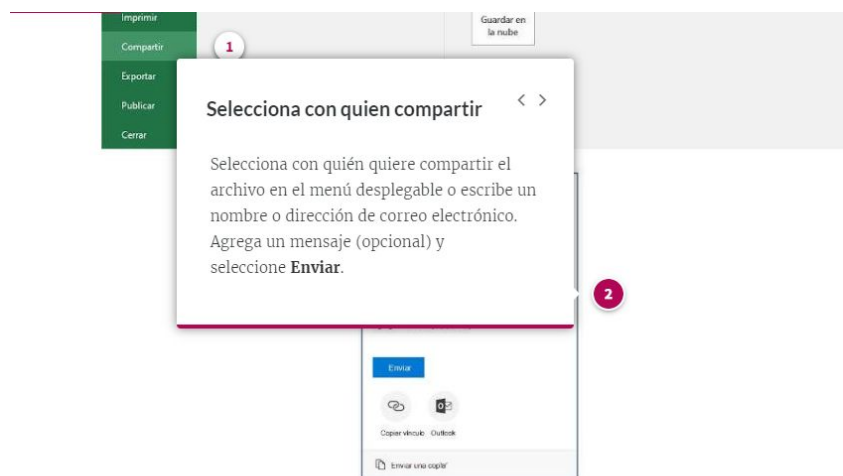 Imprimir
Compartir
Exportar
Publicar
Cerrar
Guardar en
la nube
1
Selecciona con quien compartir
Selecciona con quién quiere compartir el
archivo en el menú desplegable o escribe un
nombre o dirección de correo electrónico.
Agrega un mensaje (opcional) y
seleccione Enviar.
2
Enviar
Copiar vínculo Outlook
Enviar una copia